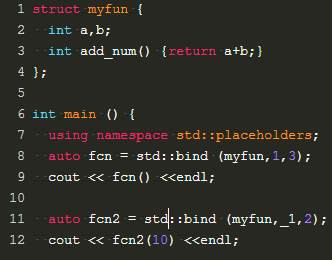 1 struct myfun {
2 int a,b;
3 int add_num() {return a+b;}
4 };
5
6 int main () {
7 using namespace std::placeholders;
8 auto fcn = std::bind (myfun,1,3);
9 cout << fcn() <<endl;
10
11 auto fcn2 = std::bind (myfun,_1,2);
12 cout << fcn2(10) <<endl;